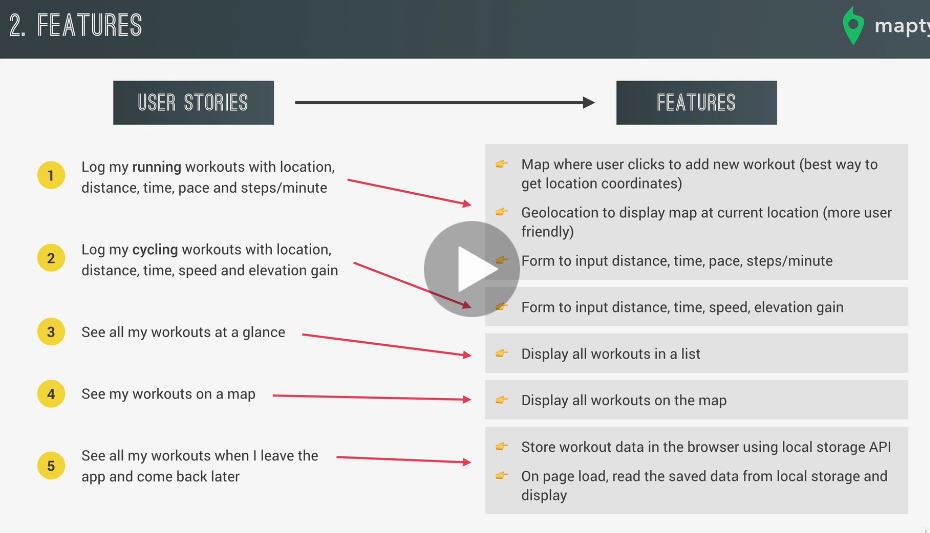 2. FEATURES
mapty
USER STORIES
FEATURES
1
Log my running workouts with location,
distance, time, pace and steps/minute
2
Log my cycling workouts with location,
distance, time, speed and elevation gain
3
See all my workouts at a glance
4
See my workouts on a map
5
See all my workouts when I leave the
app and come back later
Map where user clicks to add new workout (best way to
get location coordinates)
Geolocation to display map at current location (more user
friendly)
Form to input distance, time, pace, steps/minute
Form to input distance, time, speed, elevation gain
Display all workouts in a list
Display all workouts on the map
Store workout data in the browser using local storage API
On page load, read the saved data from local storage and
display